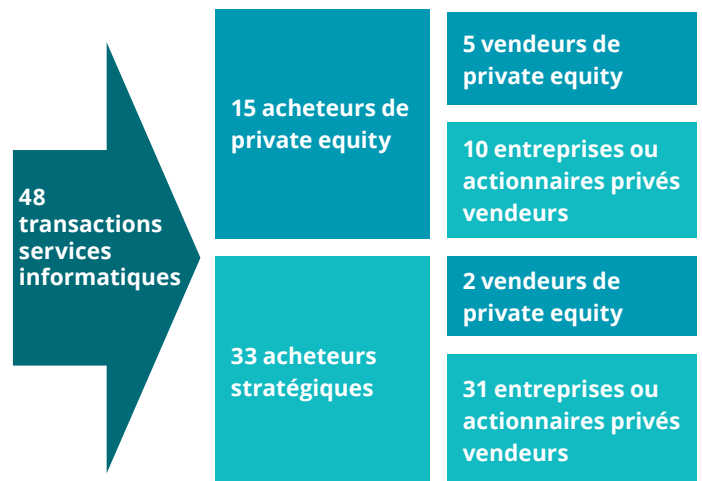 48
transactions
services
informatiques
15 acheteurs de
private equity
5 vendeurs de
private equity
10 entreprises ou
actionnaires privés
vendeurs
33 acheteurs
stratégiques
2 vendeurs de
private equity
31 entreprises ou
actionnaires privés
vendeurs